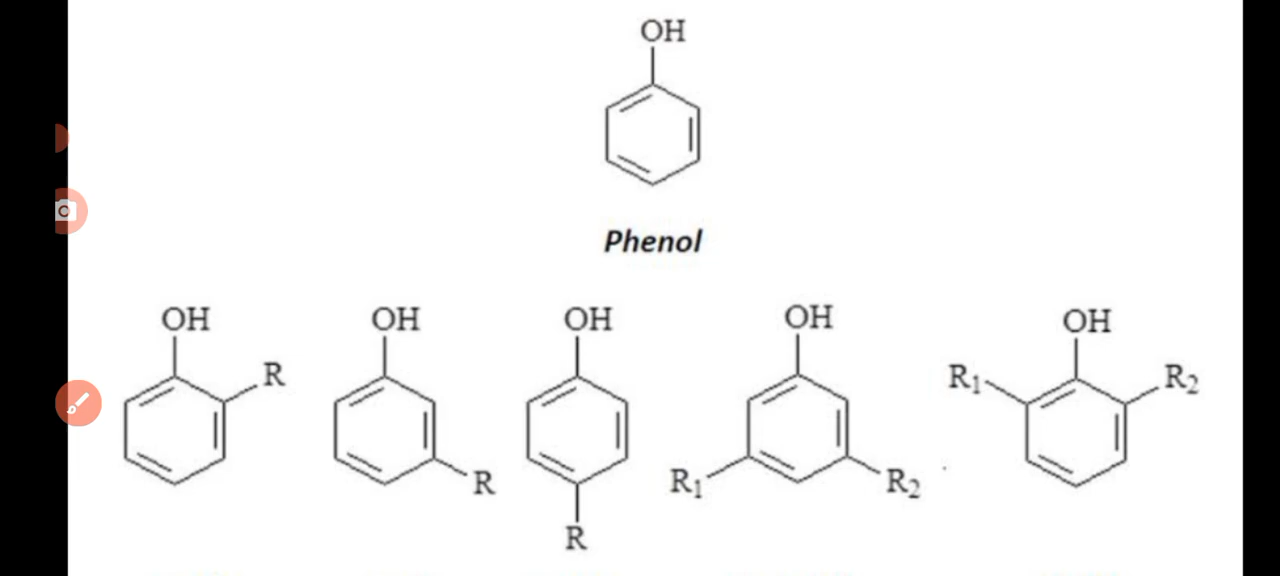 OH
Phenol
OH OH OH OH OH
R R₁ R₂
R R₁ R₂
R